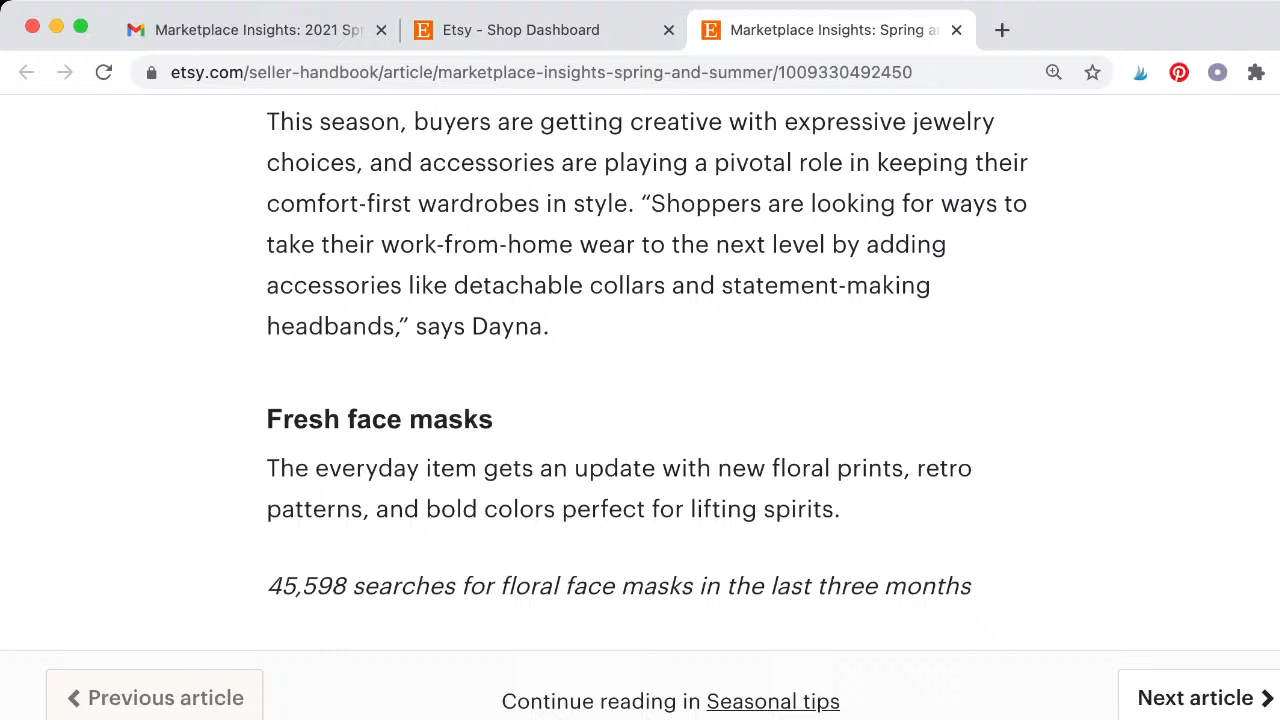 Marketplace Insights: 2021 Spr
Etsy - Shop Dashboard
Marketplace Insights: Spring a
etsy.com/seller-handbook/article/marketplace-insights-spring-and-summer/1009330492450
This season, buyers are getting creative with expressive jewelry
choices, and accessories are playing a pivotal role in keeping their
comfort-first wardrobes in style. “Shoppers are looking for ways to
take their work-from-home wear to the next level by adding
accessories like detachable collars and statement-making
headbands,” says Dayna.
Fresh face masks
The everyday item gets an update with new floral prints, retro
patterns, and bold colors perfect for lifting spirits.
45,598 searches for floral face masks in the last three months
Previous article
Continue reading in Seasonal tips
Next article